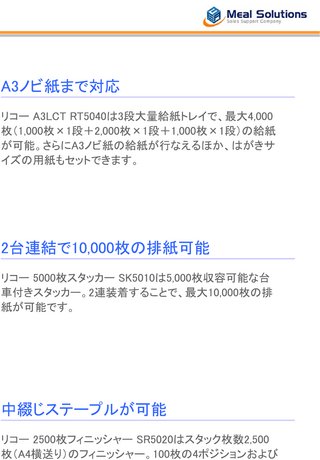 Meal Solutions
Sales Support Company
A3ノビ紙まで対応
リコー A3LCT RT5040は3段大量給紙トレイで、最大4,000
枚（1,000枚×1段＋2,000枚×1段＋1,000枚×1段）の給紙
が可能。さらにA3ノビ紙の給紙が行なえるほか、はがきサ
イズの用紙もセットできます。
2台連結で10,000枚の排紙可能
リコー 5000枚スタッカー SK5010は5,000枚収容可能な台
車付きスタッカー。2連装着することで、最大10,000枚の排
紙が可能です。
中綴じステープルが可能
リコー 2500枚フィニッシャー SR5020はスタック枚数2,500
枚（A4横送り）のフィニッシャー。100枚の4ポジションおよび